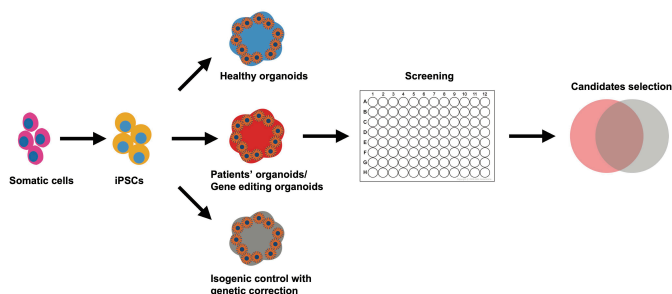 Healthy organoids
Screening
Candidates selection
1 2 3 4 5 6 7 8 9 10 11 12
A
B
C
D
E
F
G
H
Somatic cells
iPSCs
Patients' organoids/
Gene editing organoids
Isogenic control with
genetic correction